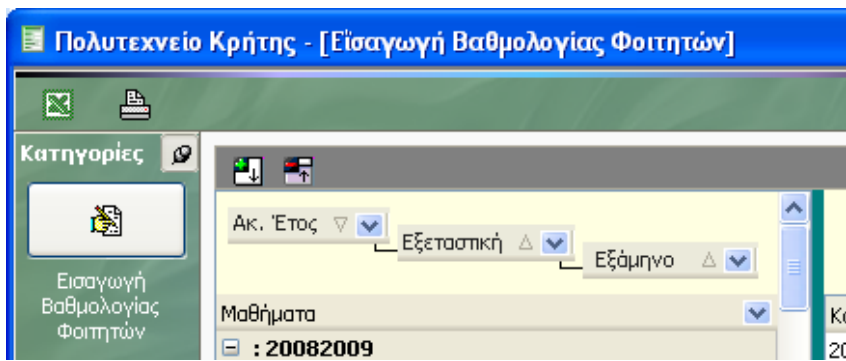 Πολυτεχνείο Κρήτης - [Εϊσαγωγή Βαθμολογίας Φοιτητών]
Κατηγορίες
Ακ. Έτος
Εξεταστική
Εξάμηνο
Εισαγωγή
Βαθμολογίας
Φοιτητών
Μαθήματα
: 20082009